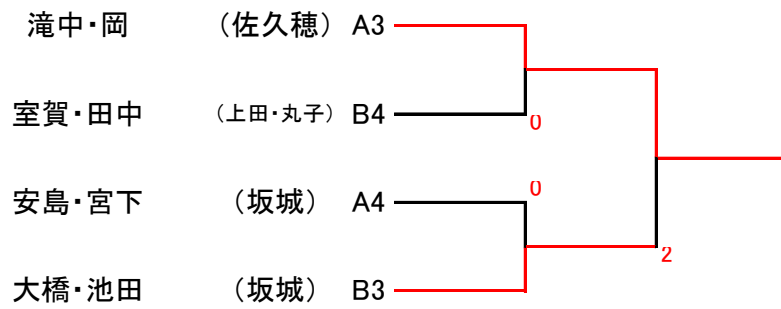 滝中・岡 (佐久穂) A3
室賀・田中 (上田・丸子) B4
0
安島・宮下 (坂城) A4
0
2
大橋・池田 (坂城) B3